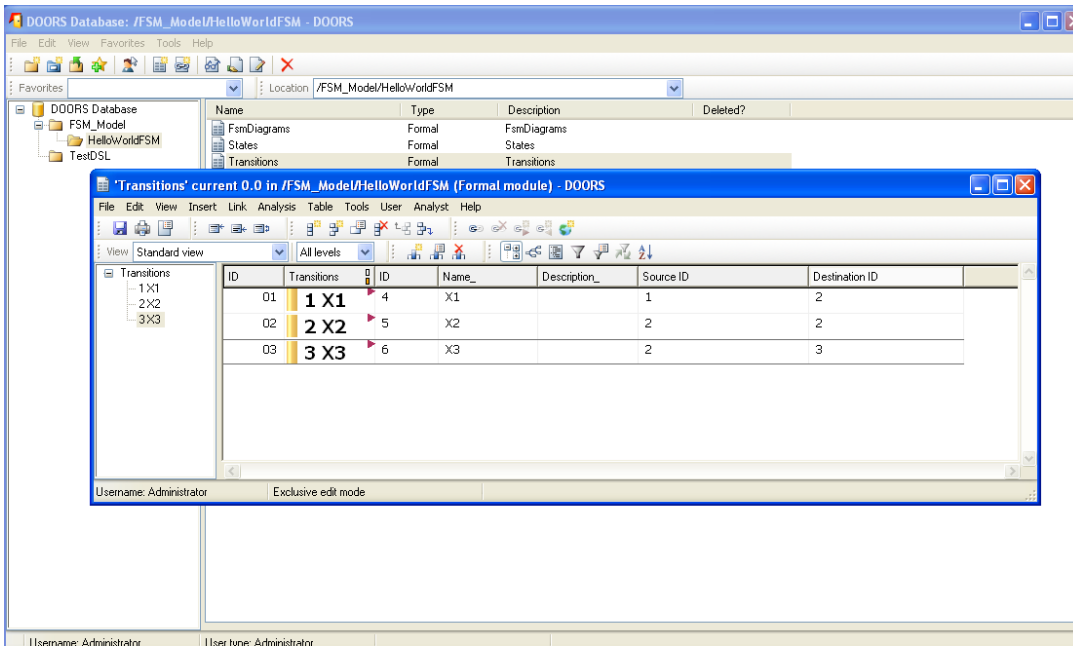 DOORS Database: /FSM_Model/HelloWorldFSM - DOORS
File Edit View Favorites Tools Help
Favorites Location /FSM_Model/HelloWorldFSM
DOORS Database
FSM_Model
HelloWorldFSM
TestDSL
Name Type Description Deleted?
FsmDiagrams Formal FsmDiagrams
States Formal States
Transitions Formal Transitions
'Transitions' current 0.0 in /FSM_Model/HelloWorldFSM (Formal module) - DOORS
File Edit View Insert Link Analysis Table Tools User Analyst Help
View Standard view All levels
Transitions
1 X1
2 X2
3 X3
ID Transitions ID Name_ Description_ Source ID Destination ID
01 1 X1 4 X1 1 2
02 2 X2 5 X2 2 2
03 3 X3 6 X3 2 3
Username: Administrator Exclusive edit mode
Username: Administrator User type: Administrator